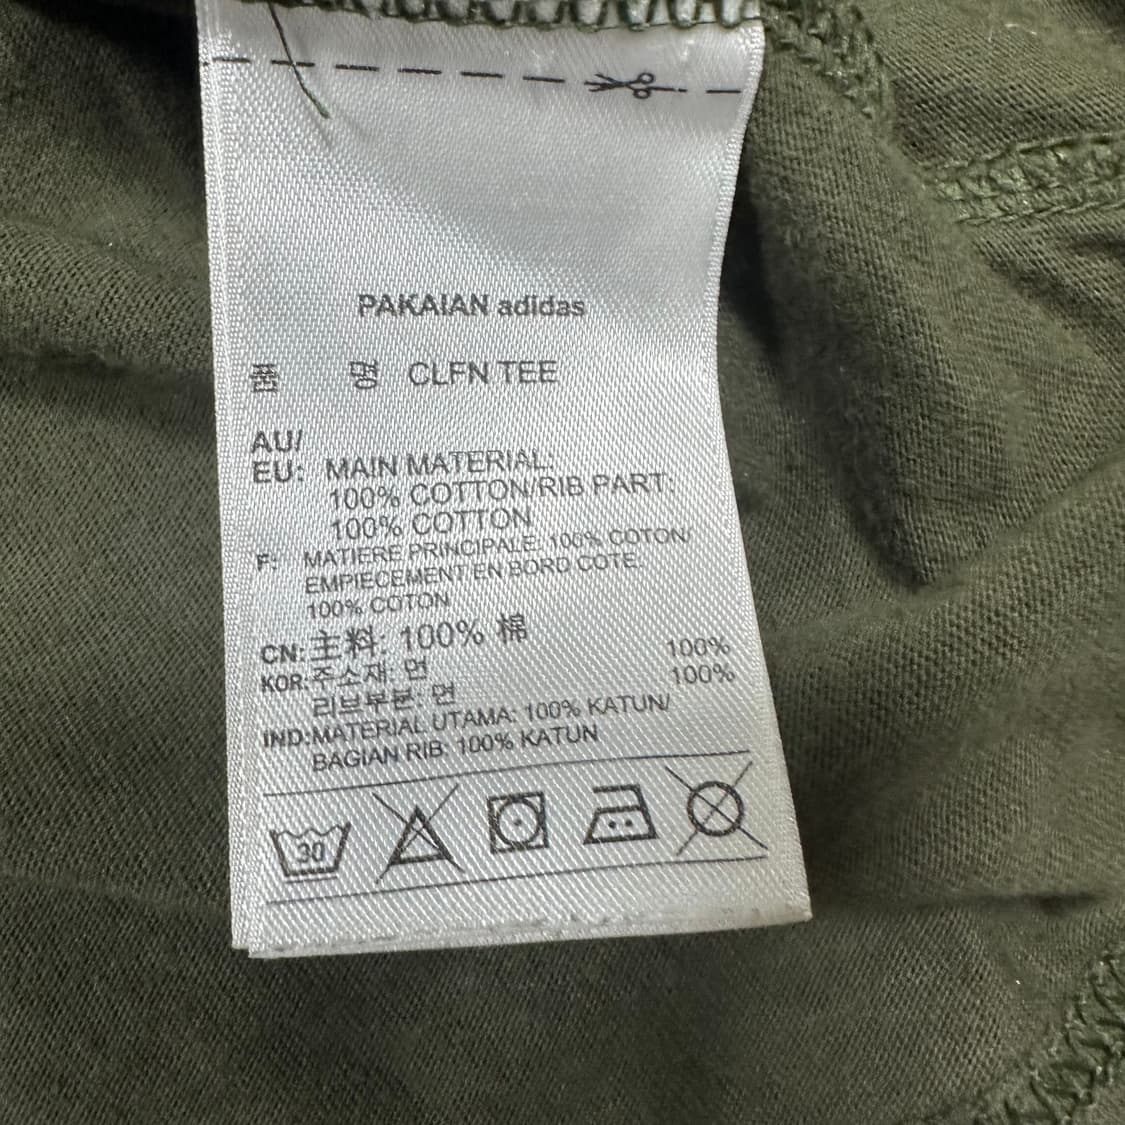 PAKAIAN adidas
품 명 CLFN TEE
AU/
EU: MAIN MATERIAL:
100% COTTON/RIB PART:
100% COTTON
F: MATIERE PRINCIPALE: 100% COTON/
EMPIECEMENT EN BORD COTE:
100% COTON
CN: 主料: 100% 棉
KOR: 주소재: 면 100%
리브부분: 면 100%
IND: MATERIAL UTAMA: 100% KATUN/
BAGIAN RIB: 100% KATUN
30